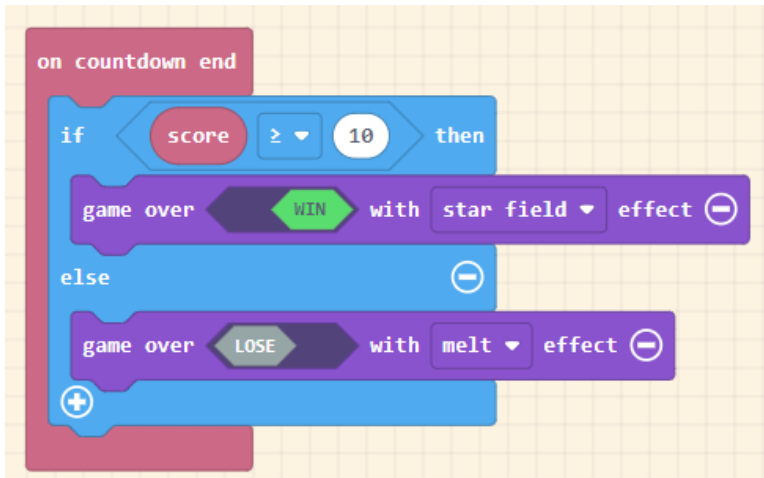 on countdown end
if score ≥ 10 then
game over WIN with star field effect
else
game over LOSE with melt effect